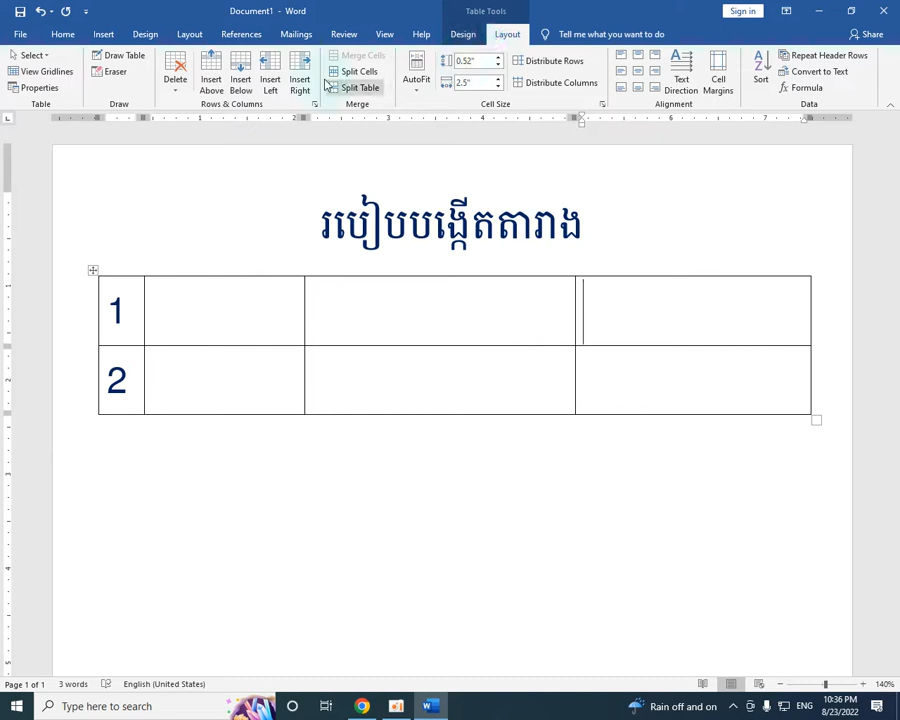 Document1 - Word
Table Tools
Sign in
File Home Insert Design Layout References Mailings Review View Help Design Layout Tell me what you want to do Share
Select Draw Table Merge Cells 0.52" Distribute Rows Repeat Header Rows
View Gridlines Eraser Split Cells 2.5" Distribute Columns Convert to Text
Properties Split Table Formula
Delete Insert Above Insert Below Insert Left Insert Right AutoFit Text Direction Cell Margins Sort
Table Draw Rows & Columns Merge Cell Size Alignment Data
1 2 3 4 6 7
របៀបបង្កើតតារាង
1
2
Page 1 of 1 3 words English (United States) 140%
Type here to search Rain off and on ENG 10:36 PM
8/23/2022